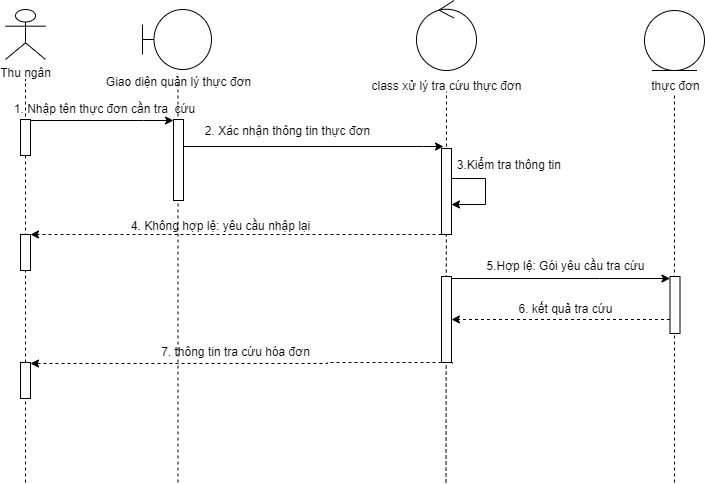 Thu ngân
Giao diện quản lý thực đơn
class xử lý tra cứu thực đơn
thực đơn
1. Nhập tên thực đơn cần tra cứu
2. Xác nhận thông tin thực đơn
3.Kiểm tra thông tin
4. Không hợp lệ: yêu cầu nhập lại
5.Hợp lệ: Gói yêu cầu tra cứu
6. kết quả tra cứu
7. thông tin tra cứu hóa đơn